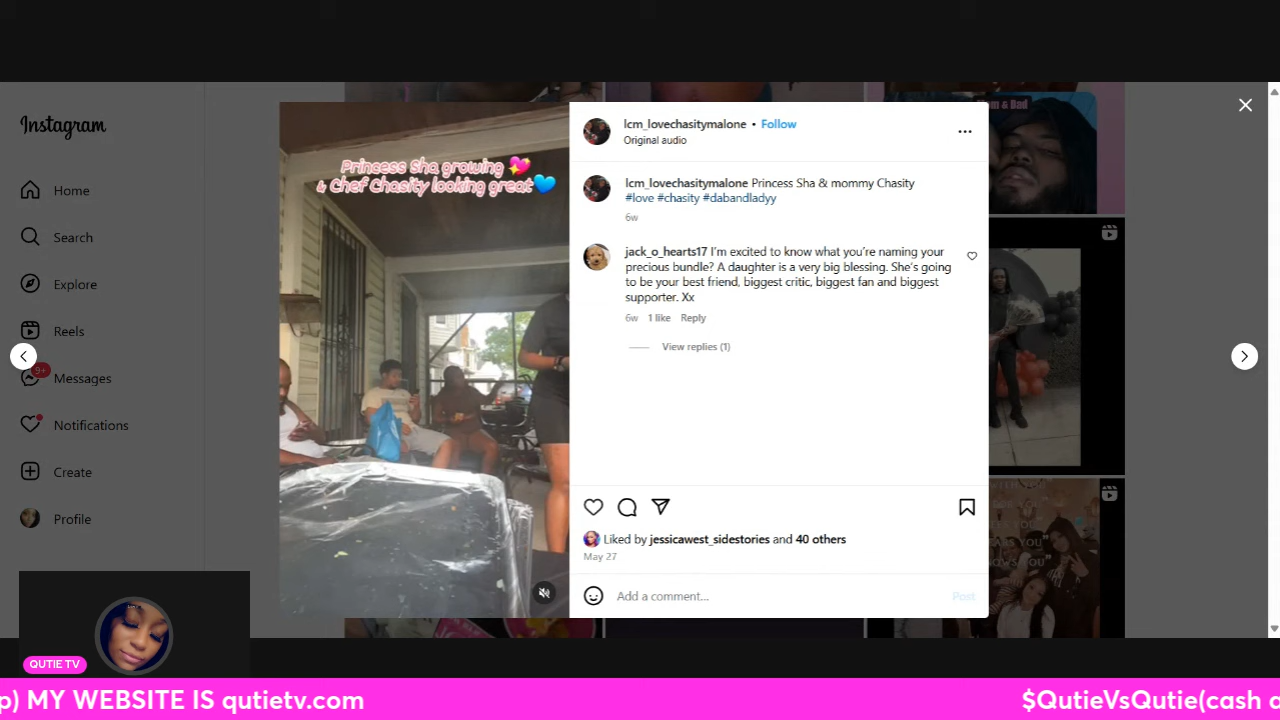 Instagram
Home
Search
Explore
Reels
9+
Messages
Notifications
Create
Profile
Princess Sha growing 💖
& Chef Chasity looking great💙
lcm_lovechasitymalone • Follow
Original audio
lcm_lovechasitymalone Princess Sha & mommy Chasity
#love #chasity #dabandladyy
6w
jack_o_hearts17 I'm excited to know what you're naming your
precious bundle? A daughter is a very big blessing. She's going
to be your best friend, biggest critic, biggest fan and biggest
supporter. Xx
6w 1 like Reply
View replies (1)
Liked by jessicawest_sidestories and 40 others
May 27
Add a comment...
Post
& Dad
QUTIE TV
p) MY WEBSITE IS qutietv.com
$QutieVsQutie(cash